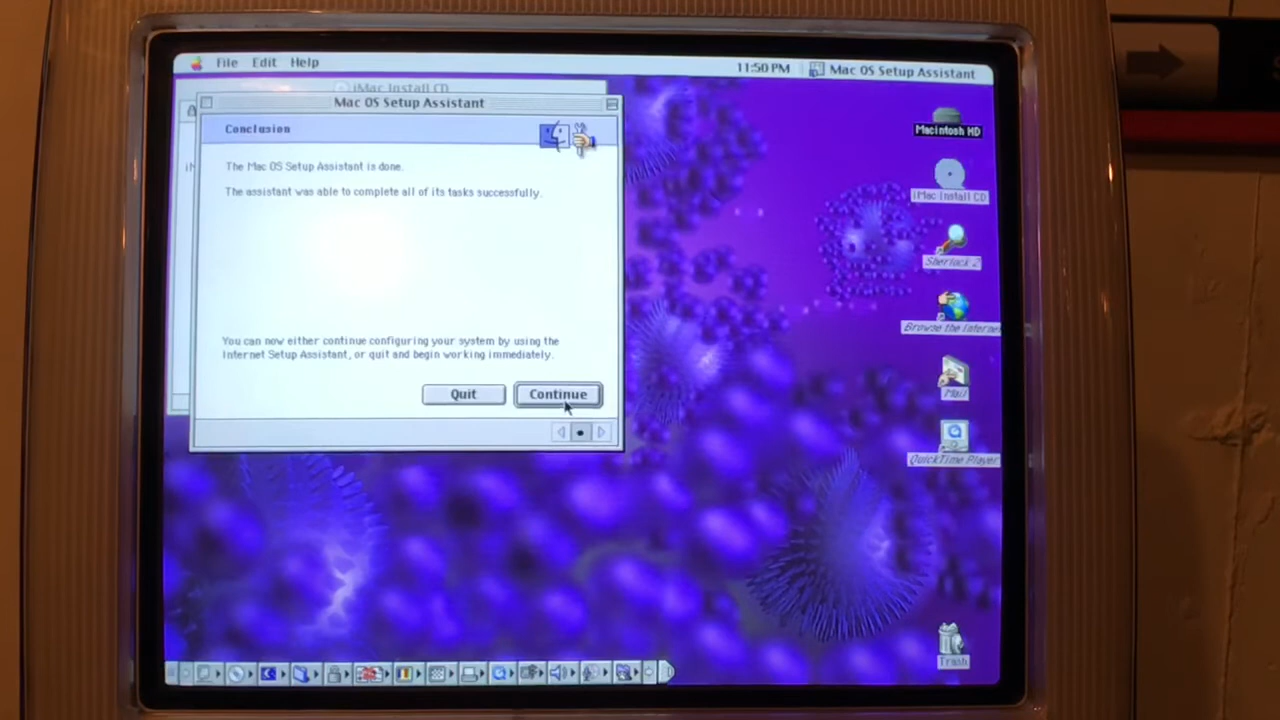 File Edit Help
11:50 PM Mac OS Setup Assistant
iMac Install CD
Mac OS Setup Assistant
Conclusion
The Mac OS Setup Assistant is done.
The assistant was able to complete all of its tasks successfully.
You can now either continue configuring your system by using the
Internet Setup Assistant, or quit and begin working immediately.
Quit Continue
Macintosh HD
iMac Install CD
Sherlock 2
Browse the Internet
Mail
QuickTime Player
Trash